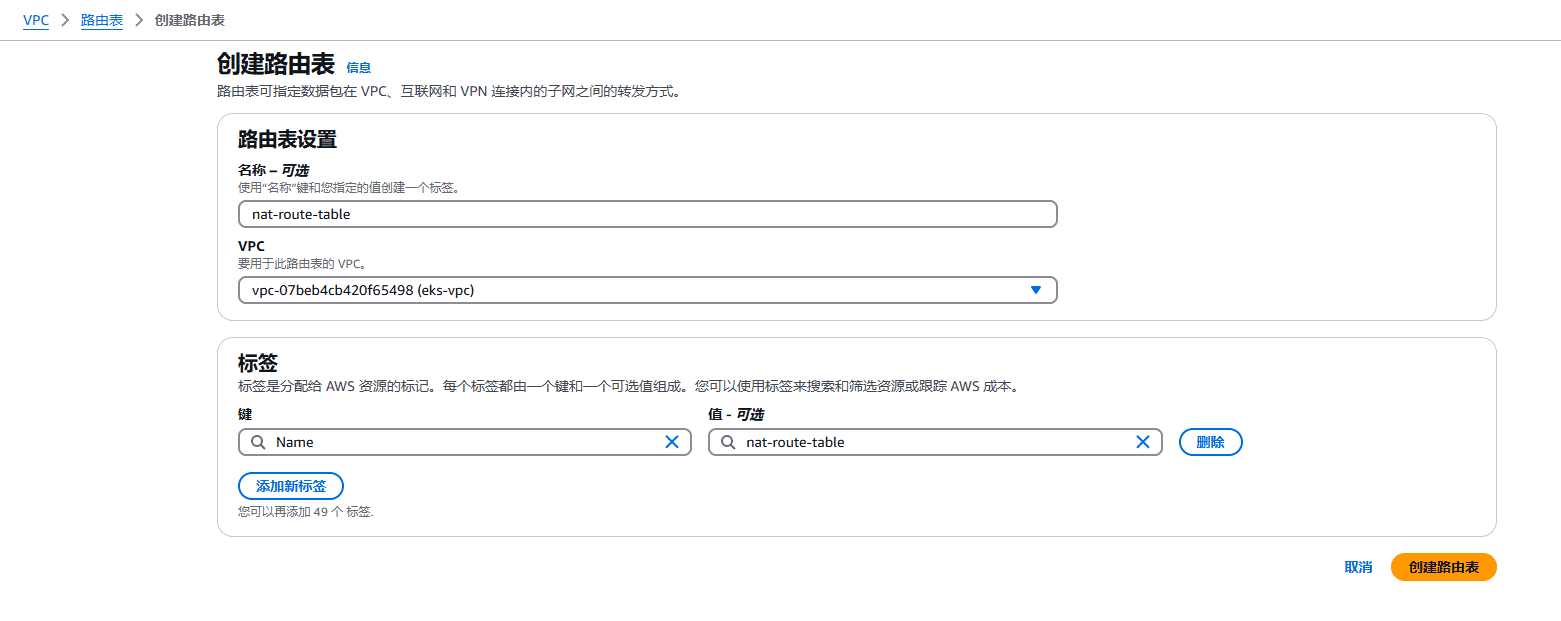 VPC > 路由表 > 创建路由表
创建路由表 信息
路由表可指定数据包在 VPC、互联网和 VPN 连接内的子网之间的转发方式。
路由表设置
名称 – 可选
使用“名称”键和您指定的值创建一个标签。
nat-route-table
VPC
要用于此路由表的 VPC。
vpc-07beb4cb420f65498 (eks-vpc)
标签
标签是分配给 AWS 资源的标记。每个标签都由一个键和一个可选值组成。您可以使用标签来搜索和筛选资源或跟踪 AWS 成本。
键 值 - 可选
Name nat-route-table 删除
添加新标签
您可以再添加 49 个 标签.
取消 创建路由表